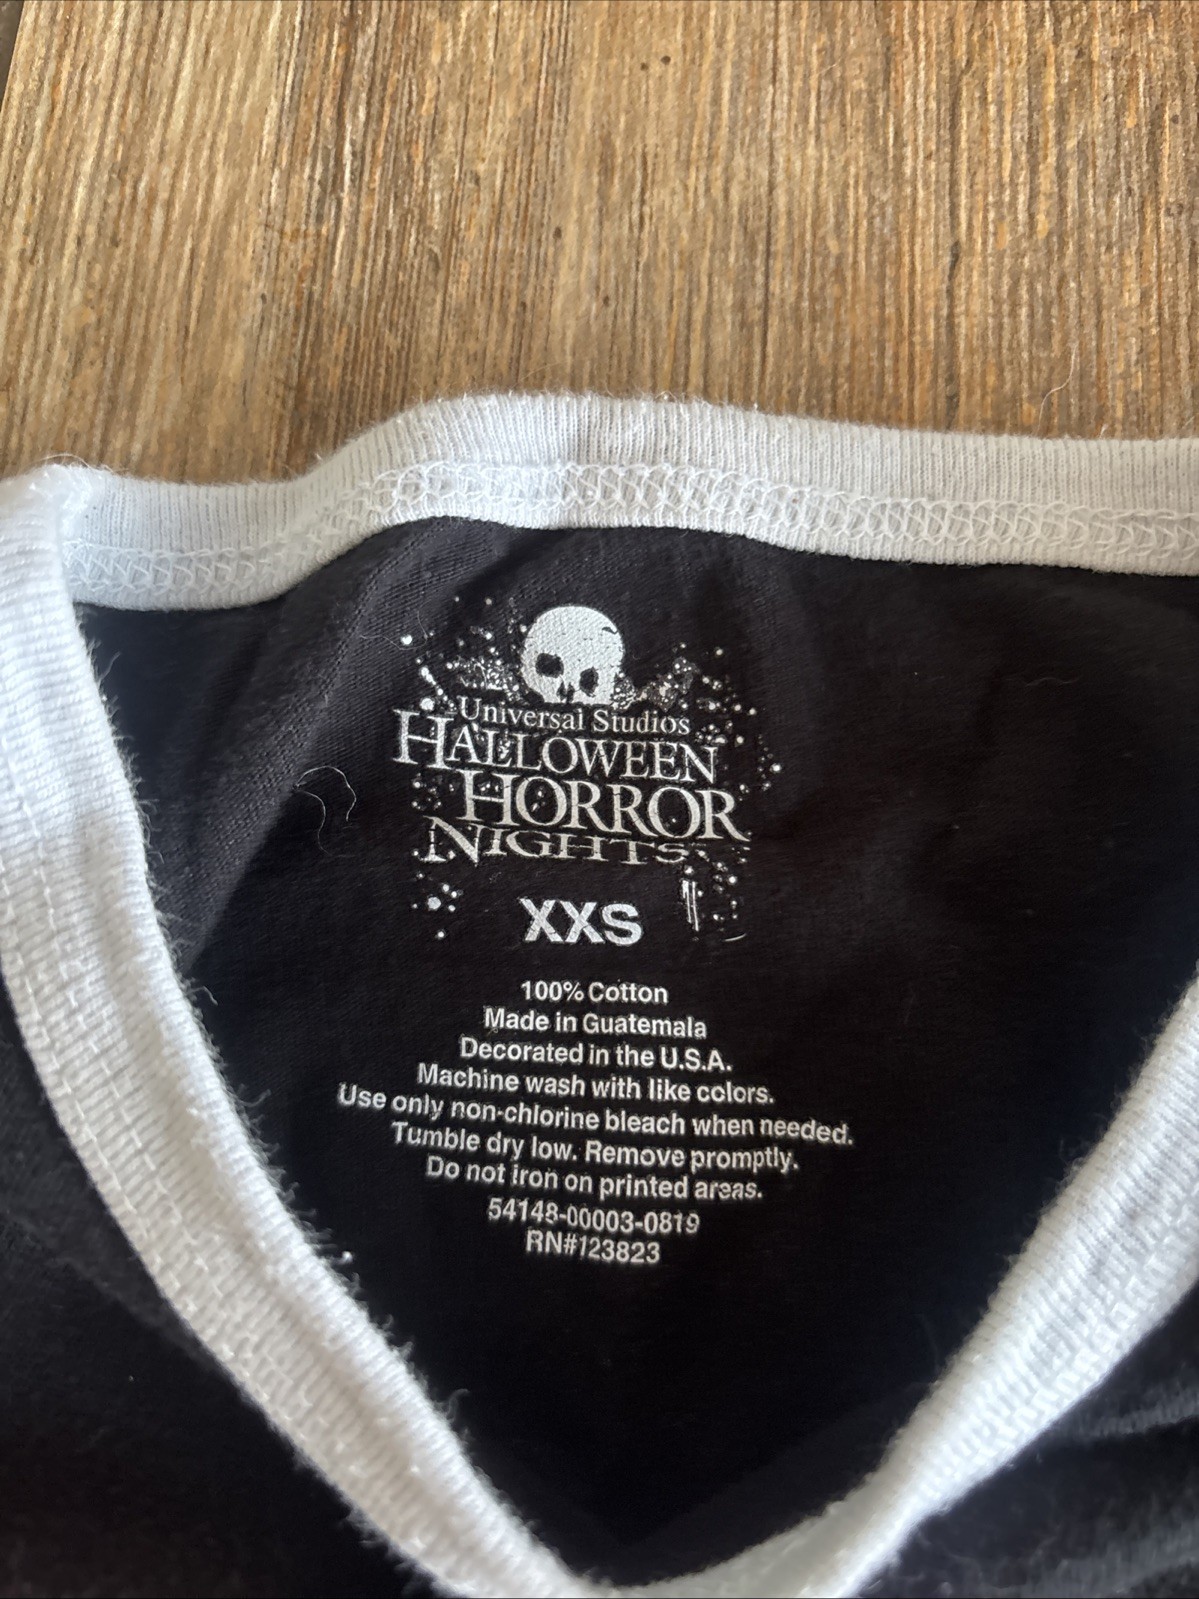 Universal Studios
HALLOWEEN
HORROR
NIGHTS
XXS
100% Cotton
Made in Guatemala
Decorated in the U.S.A.
Machine wash with like colors.
Use only non-chlorine bleach when needed.
Tumble dry low. Remove promptly.
Do not iron on printed areas.
54148-00003-0819
RN#123823